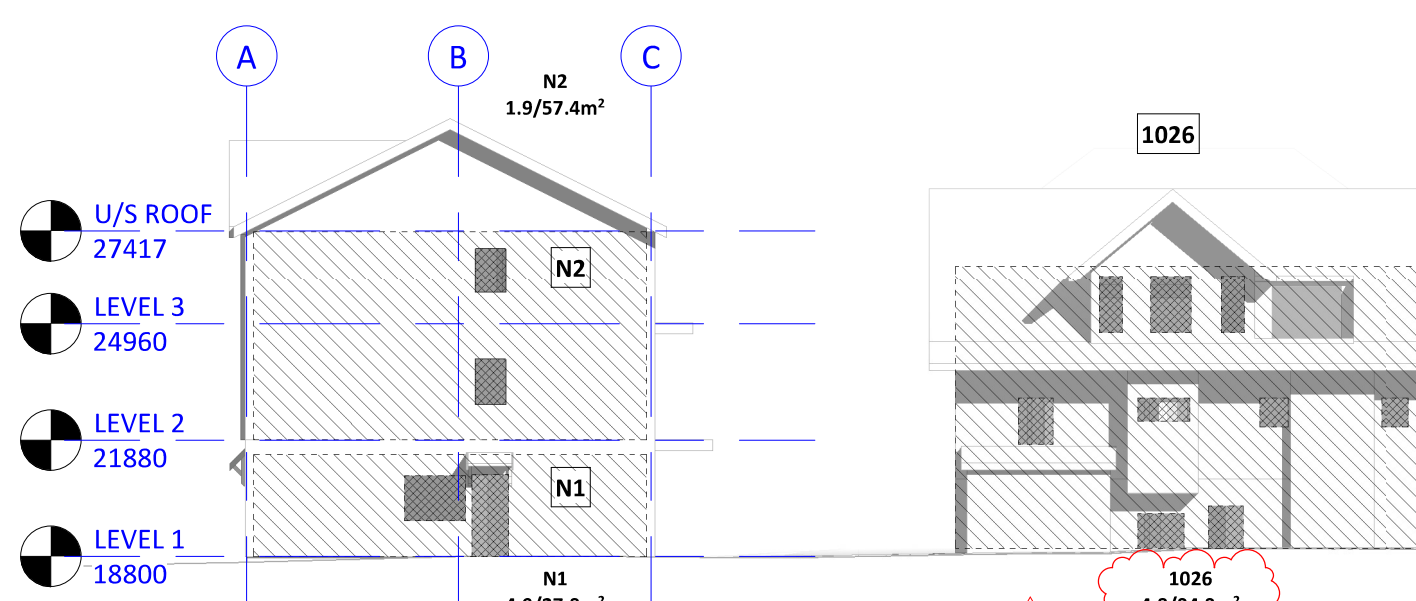 A
B
C
N2
1.9/57.4m²
1026
U/S ROOF
27417
N2
LEVEL 3
24960
LEVEL 2
21880
N1
LEVEL 1
18800
N1
1026